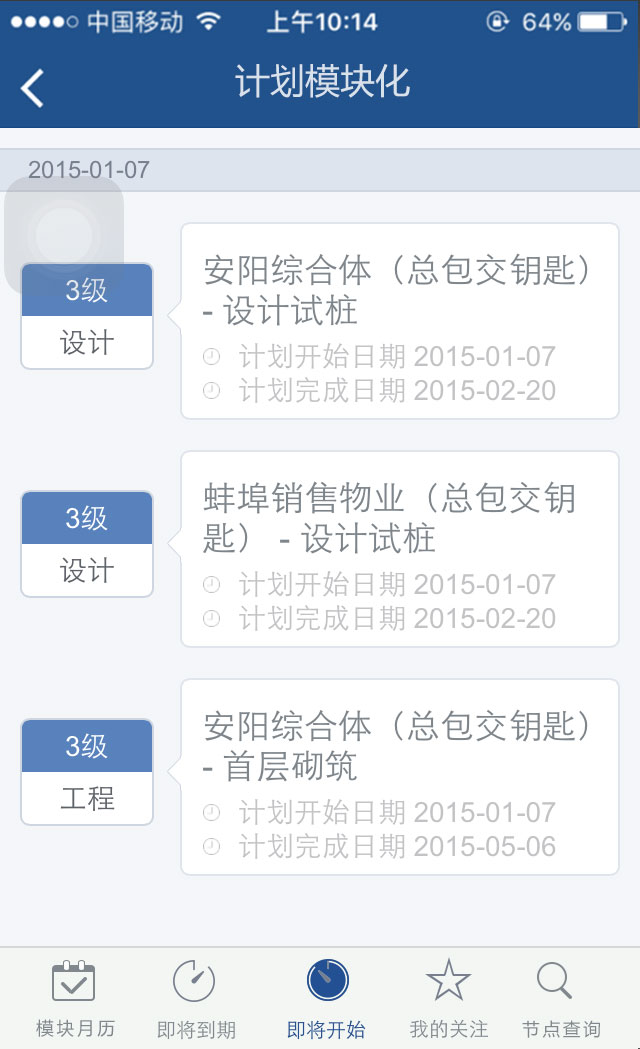 中国移动 上午10:14 64%
计划模块化
2015-01-07
3级
设计
安阳综合体（总包交钥匙）
- 设计试桩
计划开始日期 2015-01-07
计划完成日期 2015-02-20
3级
设计
蚌埠销售物业（总包交钥
匙） - 设计试桩
计划开始日期 2015-01-07
计划完成日期 2015-02-20
3级
工程
安阳综合体（总包交钥匙）
- 首层砌筑
计划开始日期 2015-01-07
计划完成日期 2015-05-06
模块月历 即将到期 即将开始 我的关注 节点查询